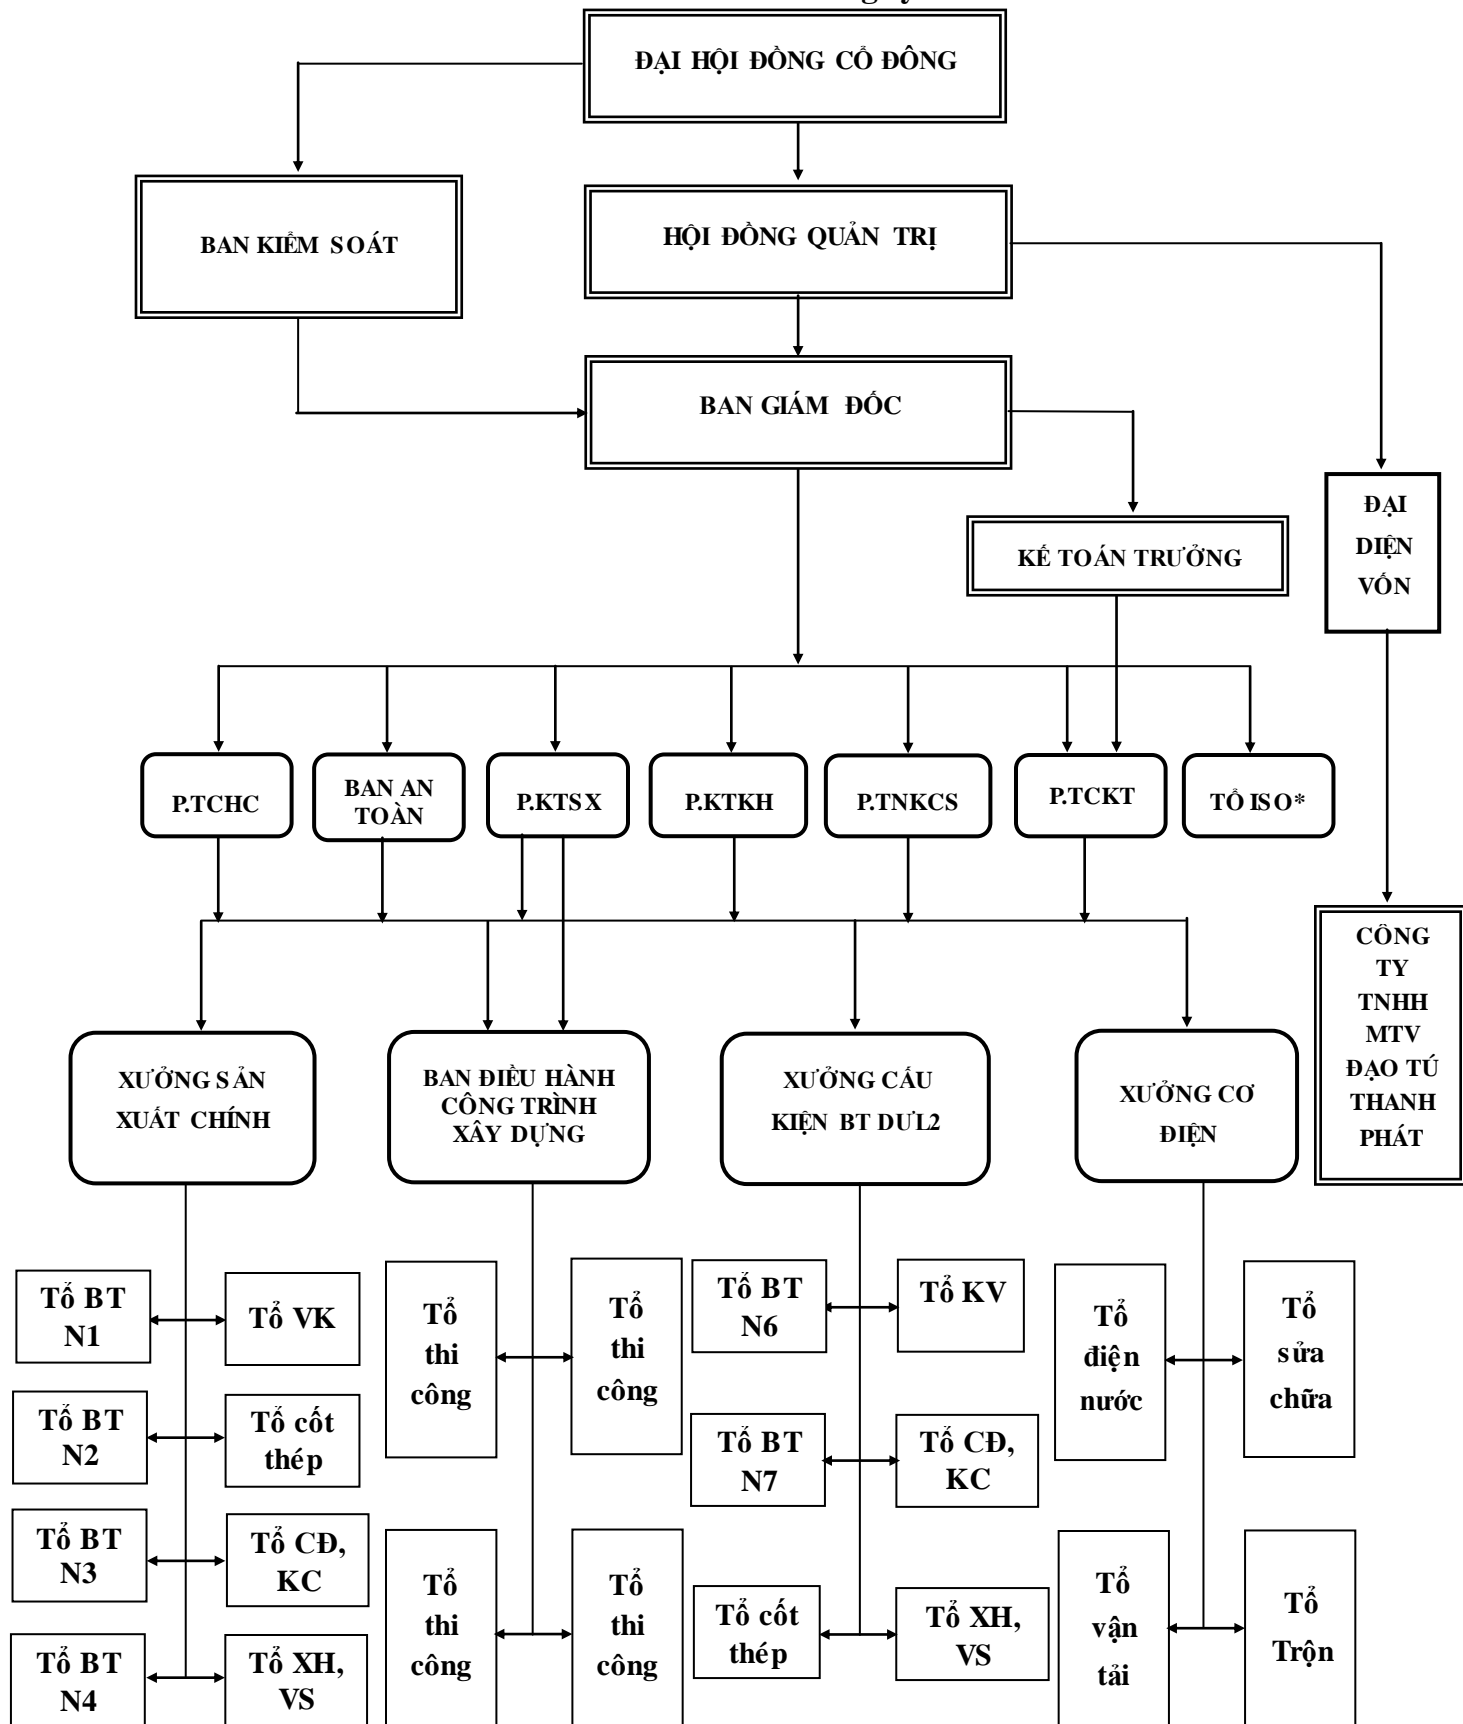 ĐẠI HỘI ĐỒNG CỔ ĐÔNG
BAN KIỂM SOÁT
HỘI ĐỒNG QUẢN TRỊ
BAN GIÁM ĐỐC
KẾ TOÁN TRƯỞNG
ĐẠI
DIỆN
VỐN
P.TCHC
BAN AN
TOÀN
P.KTSX
P.KTKH
P.TNKCS
P.TCKT
TỔ ISO*
CÔNG
TY
TNHH
MTV
ĐẠO TÚ
THANH
PHÁT
XƯỞNG SẢN
XUẤT CHÍNH
BAN ĐIỀU HÀNH
CÔNG TRÌNH
XÂY DỰNG
XƯỞNG CẤU
KIỆN BT DƯL2
XƯỞNG CƠ
ĐIỆN
Tổ BT
N1
Tổ VK
Tổ BT
N2
Tổ cốt
thép
Tổ BT
N3
Tổ CĐ,
KC
Tổ BT
N4
Tổ XH,
VS
Tổ
thi
công
Tổ
thi
công
Tổ
thi
công
Tổ
thi
công
Tổ BT
N6
Tổ KV
Tổ BT
N7
Tổ CĐ,
KC
Tổ cốt
thép
Tổ XH,
VS
Tổ
điện
nước
Tổ
sửa
chữa
Tổ
vận
tải
Tổ
Trộn